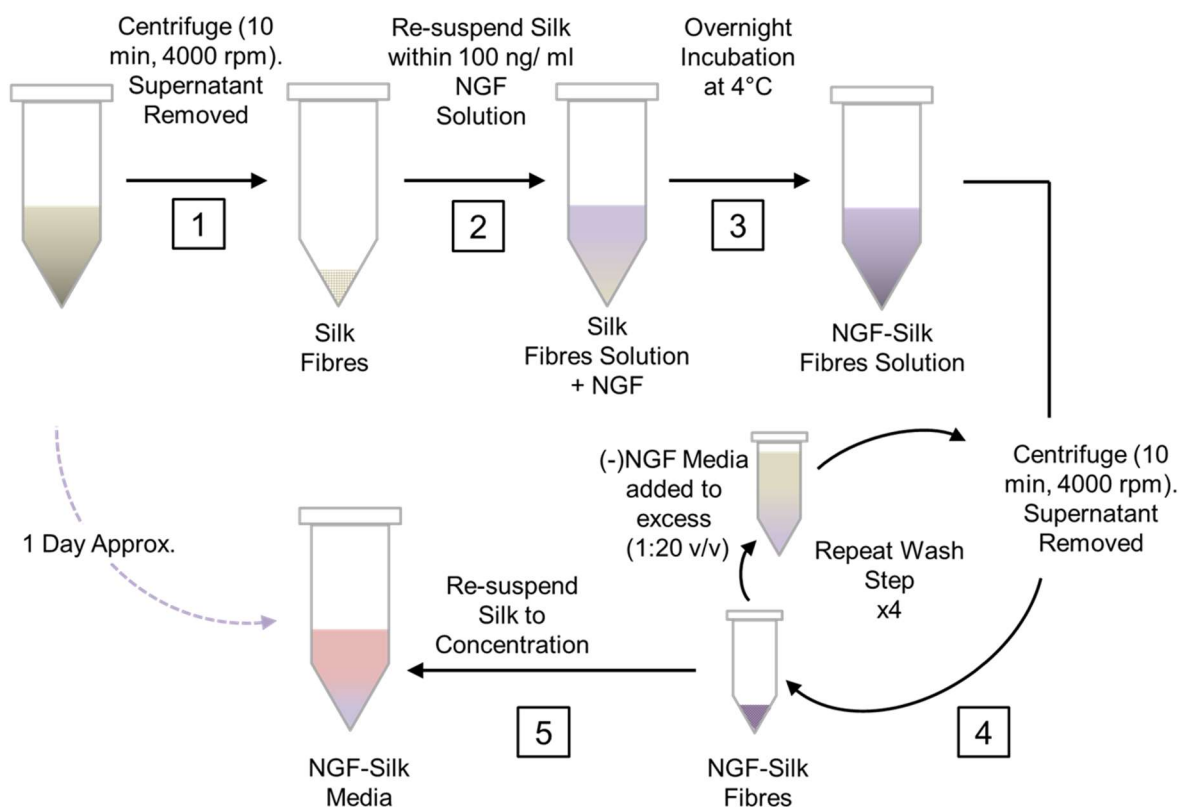 Centrifuge (10
min, 4000 rpm).
Supernatant
Removed
1
Re-suspend Silk
within 100 ng/ ml
NGF
Solution
2
Overnight
Incubation
at 4°C
3
Silk
Fibres
Silk
Fibres Solution
+ NGF
NGF-Silk
Fibres Solution
Centrifuge (10
min, 4000 rpm).
Supernatant
Removed
4
(-)NGF Media
added to
excess
(1:20 v/v)
Repeat Wash
Step
x4
NGF-Silk
Fibres
Re-suspend
Silk to
Concentration
5
NGF-Silk
Media
1 Day Approx.